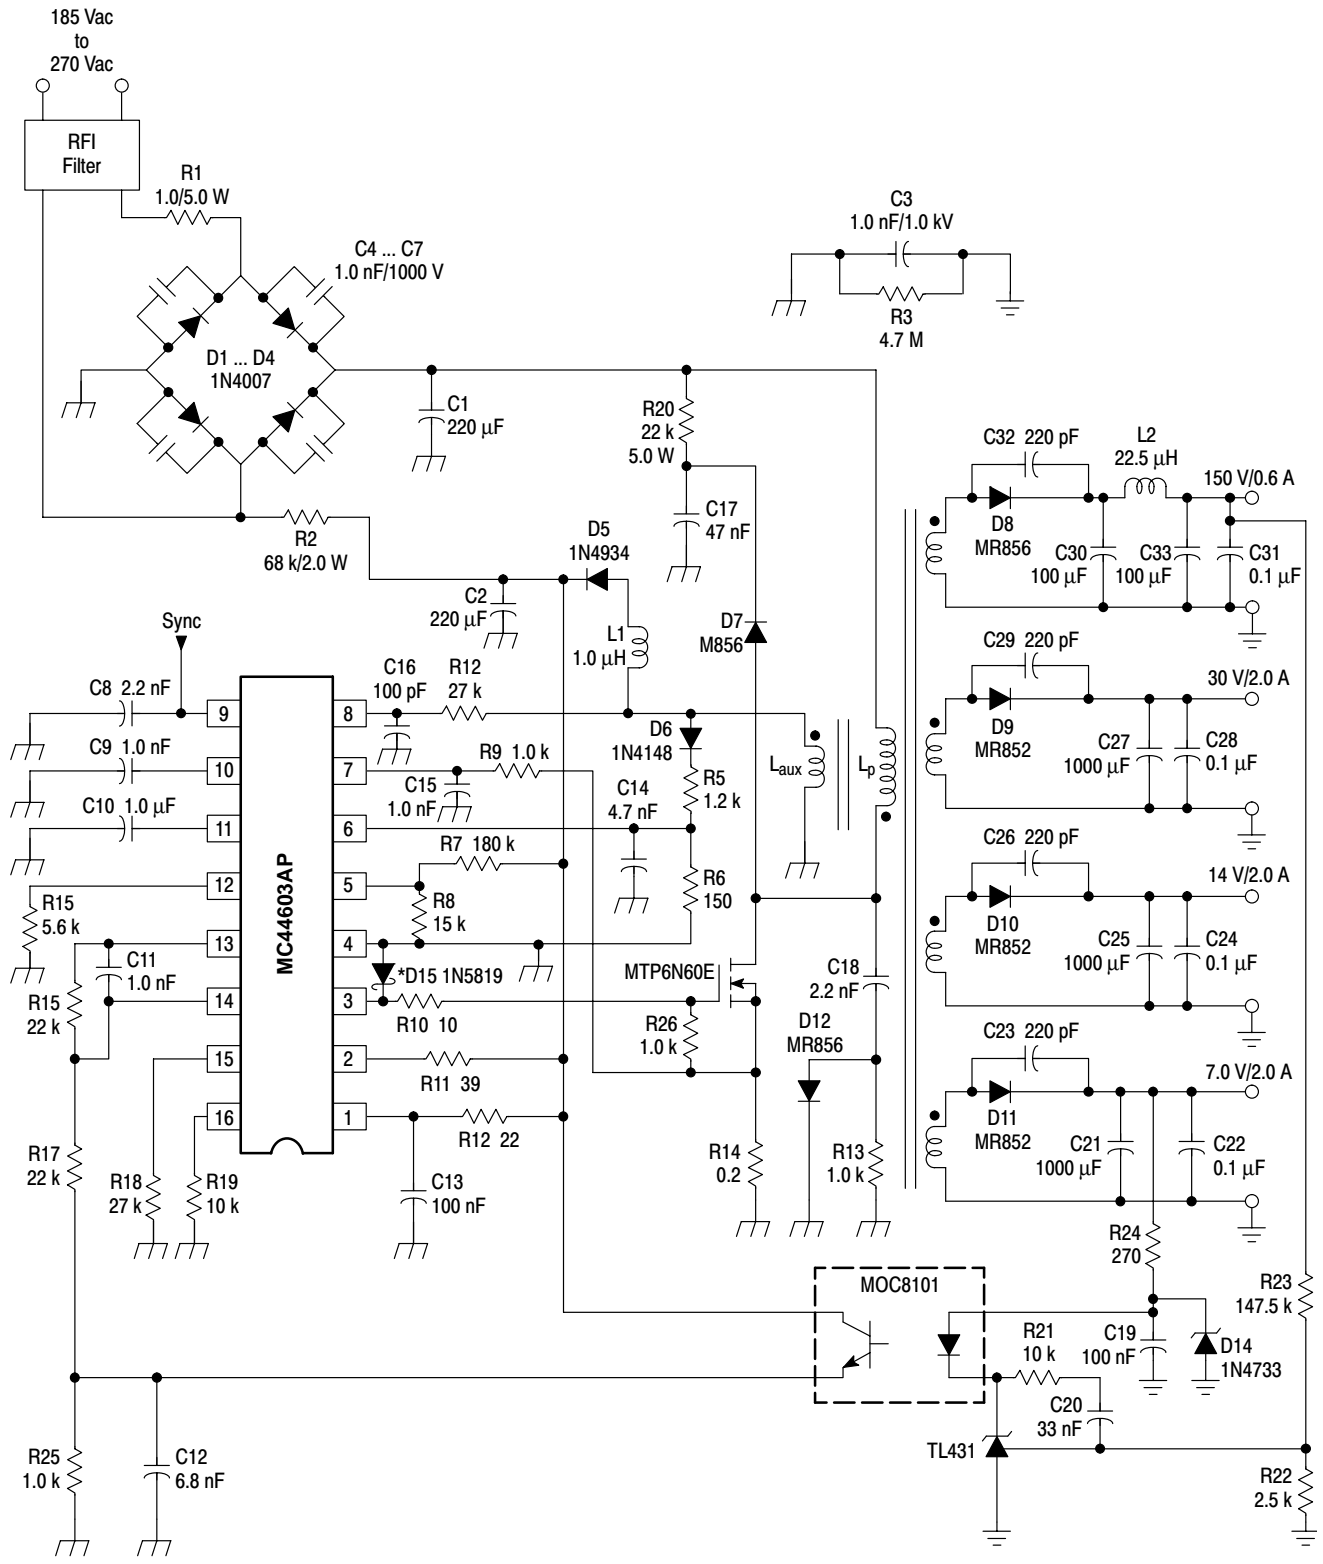 185 Vac
to
270 Vac
RFI
Filter
R1
1.0/5.0 W
C4 ... C7
1.0 nF/1000 V
D1 ... D4
1N4007
C3
1.0 nF/1.0 kV
R3
4.7 M
C1
220 µF
R20
22 k
5.0 W
C17
47 nF
R2
68 k/2.0 W
D5
1N4934
C2
220 µF
L1
1.0 µH
D7
M856
C32 220 pF
L2
22.5 µH
150 V/0.6 A
D8
MR856
C30
100 µF
C33
100 µF
C31
0.1 µF
Sync
C8 2.2 nF
C9 1.0 nF
C10 1.0 µF
9
10
11
12
13
14
15
16
MC44603AP
8
7
6
5
4
3
2
1
C16
100 pF
R12
27 k
D6
1N4148
R9 1.0 k
C15
1.0 nF
C14
4.7 nF
R5
1.2 k
R7 180 k
R8
15 k
R6
150
Laux
Lp
C29 220 pF
30 V/2.0 A
D9
MR852
C27
1000 µF
C28
0.1 µF
C26 220 pF
14 V/2.0 A
D10
MR852
C25
1000 µF
C24
0.1 µF
R15
5.6 k
C11
1.0 nF
R15
22 k
*D15 1N5819
R10 10
MTP6N60E
R26
1.0 k
C18
2.2 nF
D12
MR856
R11 39
R12 22
C13
100 nF
R17
22 k
R18
27 k
R19
10 k
R14
0.2
R13
1.0 k
C23 220 pF
7.0 V/2.0 A
D11
MR852
C21
1000 µF
C22
0.1 µF
R24
270
MOC8101
R23
147.5 k
R21
10 k
C19
100 nF
D14
1N4733
C20
33 nF
TL431
R25
1.0 k
C12
6.8 nF
R22
2.5 k